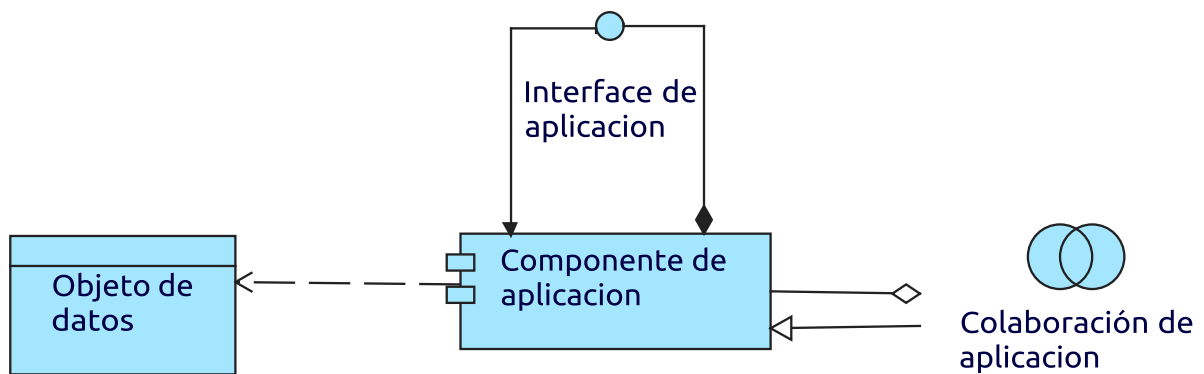 Interface de
aplicacion
Componente de
aplicacion
Objeto de
datos
Colaboración de
aplicacion